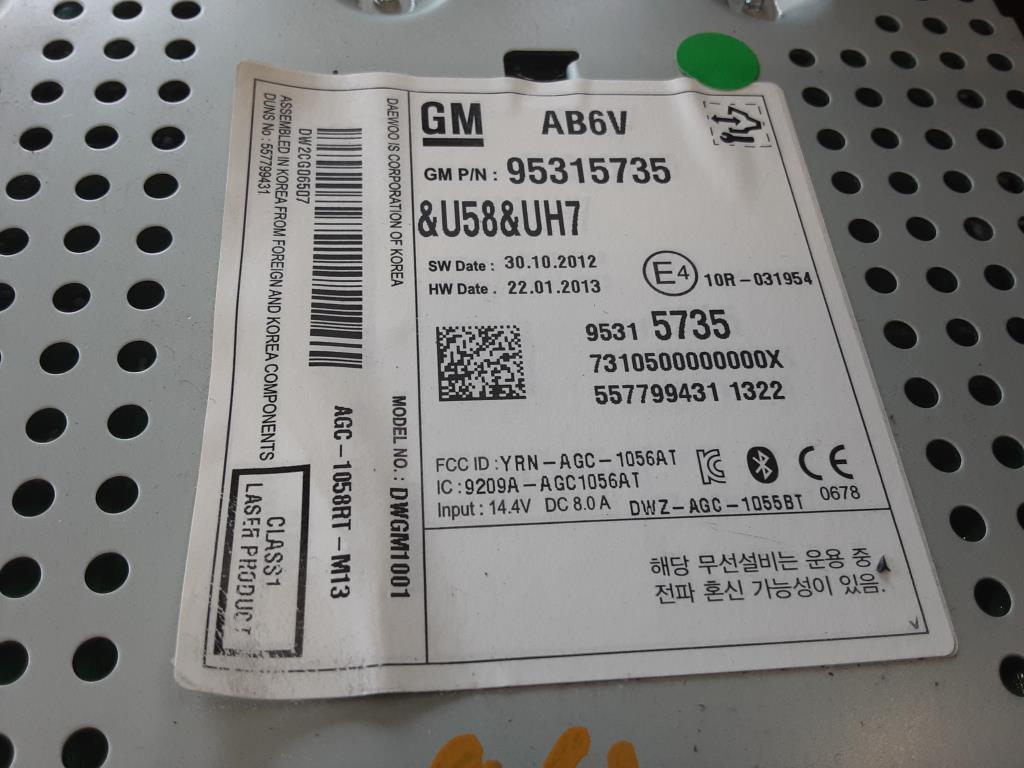 GM AB6V
GM P/N : 95315735
&U58&UH7
SW Date : 30.10.2012
HW Date . 22.01.2013
E4 10R-031954
9531 5735
7310500000000X
557799431 1322
FCC ID : YRN-AGC-1056AT
IC : 9209A-AGC1056AT
Input : 14.4V DC 8.0 A
DWZ-AGC-1055BT
CE
0678
해당 무선설비는 운용 중
전파 혼신 가능성이 있음.
DAEWOO IS CORPORATION OF KOREA
MODEL NO. : DWGM1001
DW2CG06507
AGC-1058RT-M13
ASSEMBLED IN KOREA FROM FOREIGN AND KOREA COMPONENTS
DUNS No : 557799431
CLASS1
LASER PRODUCT